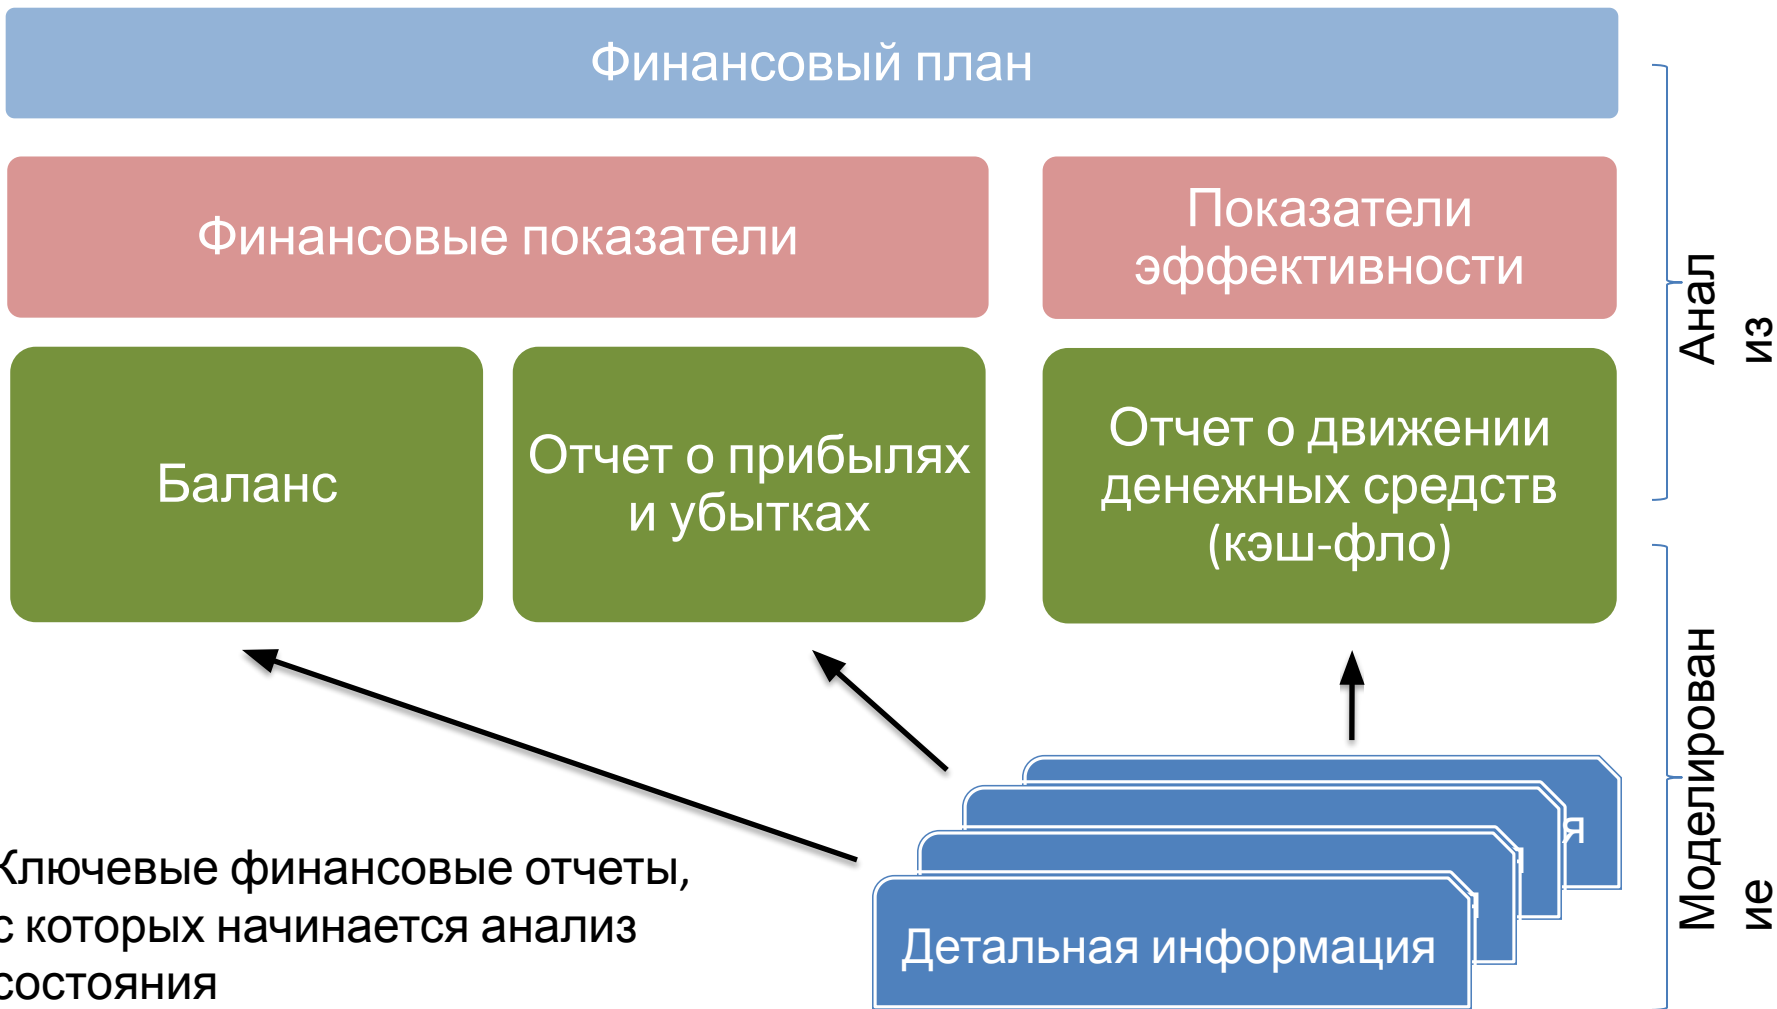 Финансовый план
Финансовые показатели
Показатели
эффективности
Баланс
Отчет о прибылях
и убытках
Отчет о движении
денежных средств
(кэш-фло)
Анал
из
Моделирован
ие
я
Детальная информация
Ключевые финансовые отчеты,
с которых начинается анализ
состояния